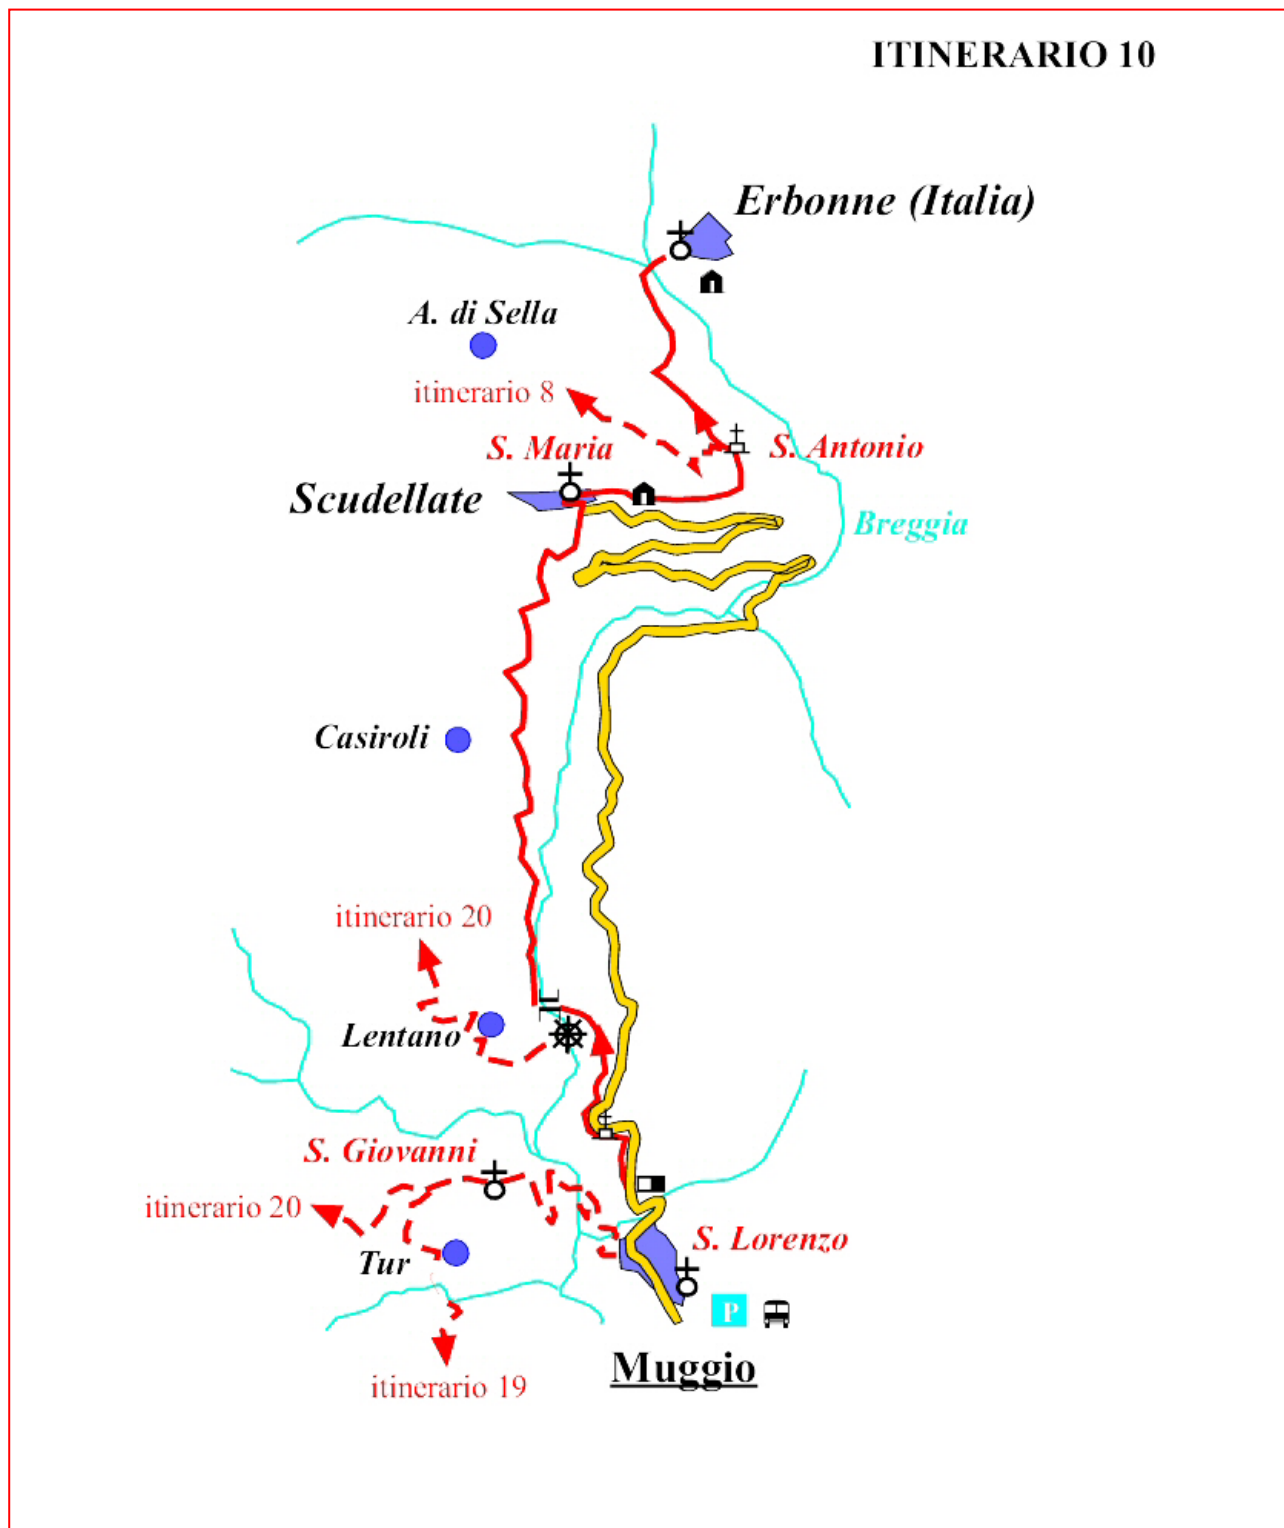 ITINERARIO 10
Erbonne (Italia)
A. di Sella
itinerario 8
S. Maria
S. Antonio
Scudellate
Breggia
Casiroli
itinerario 20
Lentano
S. Giovanni
itinerario 20
S. Lorenzo
Tur
P
Muggio
itinerario 19